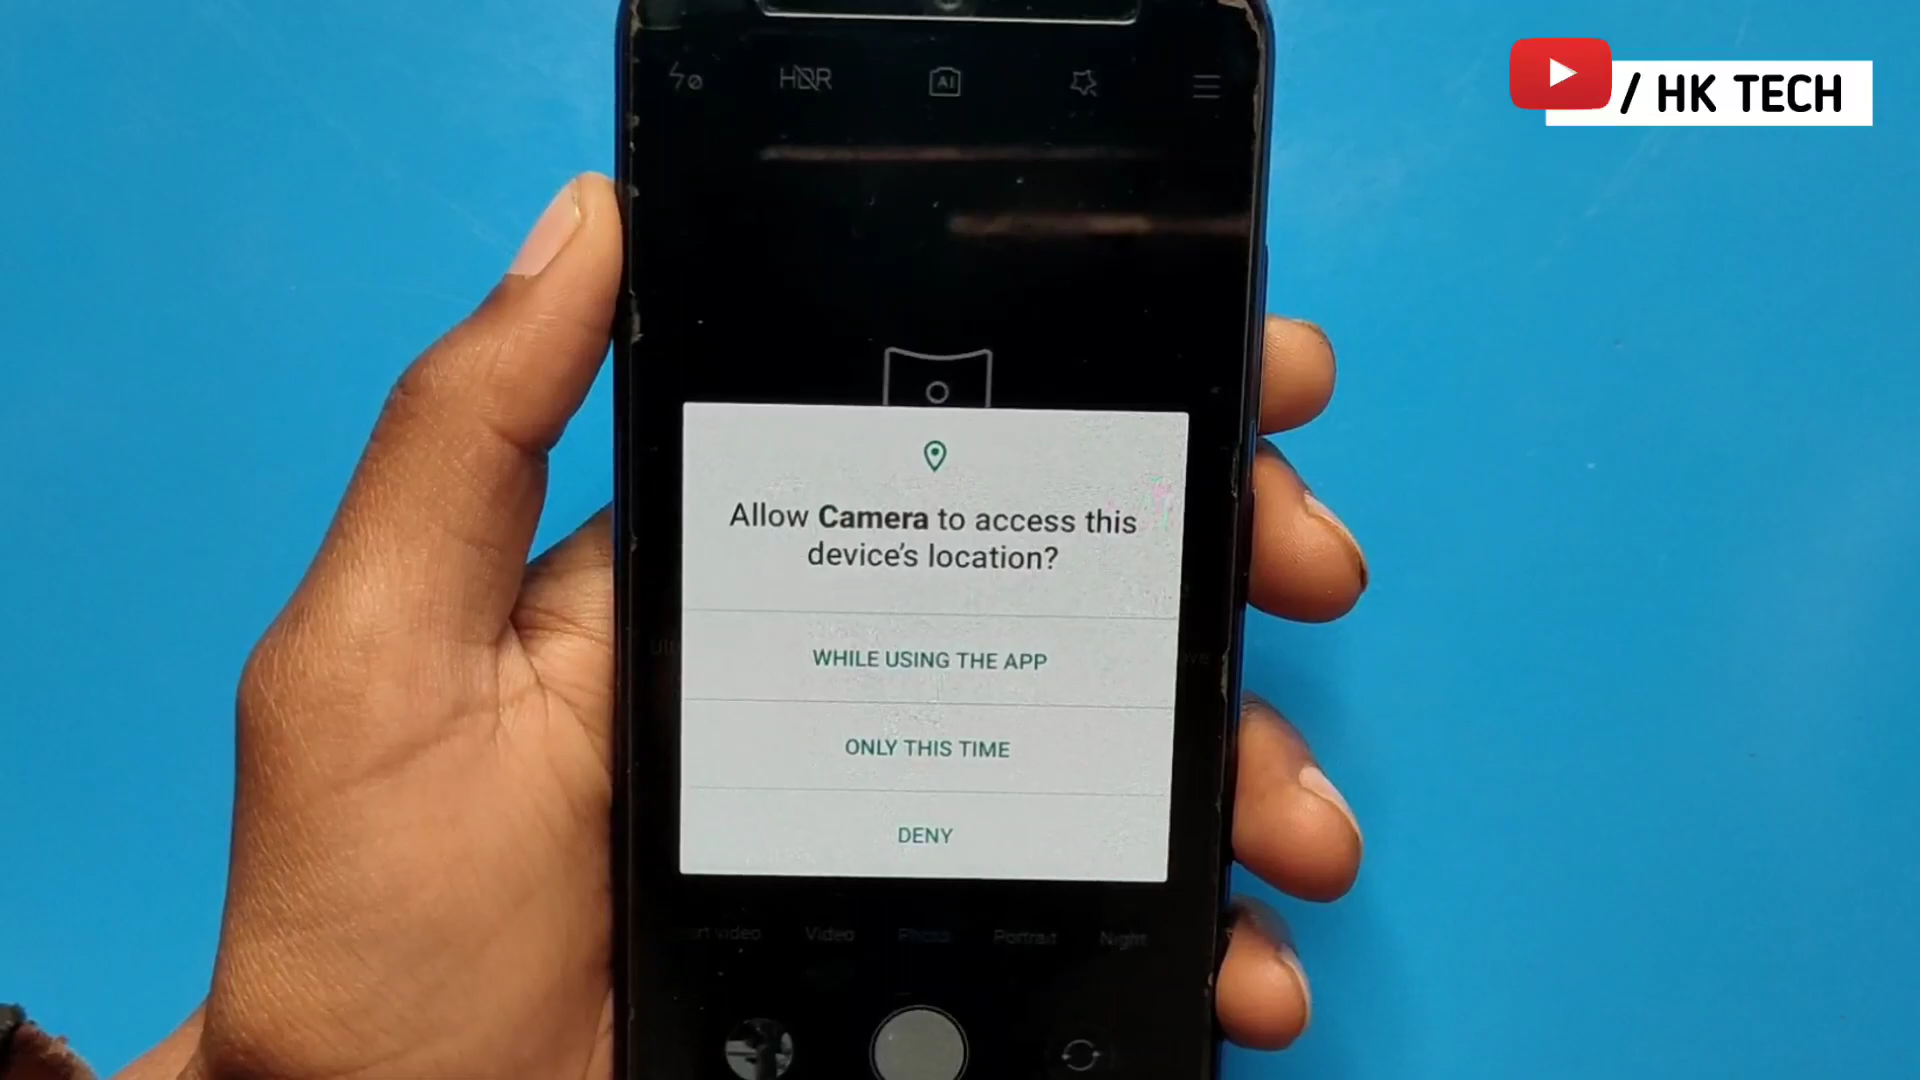 / HK TECH
HDR
AI
Allow Camera to access this
device's location?
WHILE USING THE APP
ONLY THIS TIME
DENY
Video Photo Portrait Night